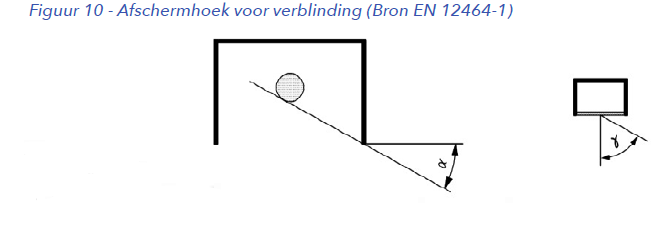 Figuur 10 - Afschermhoek voor verblinding (Bron EN 12464-1)
α
γ